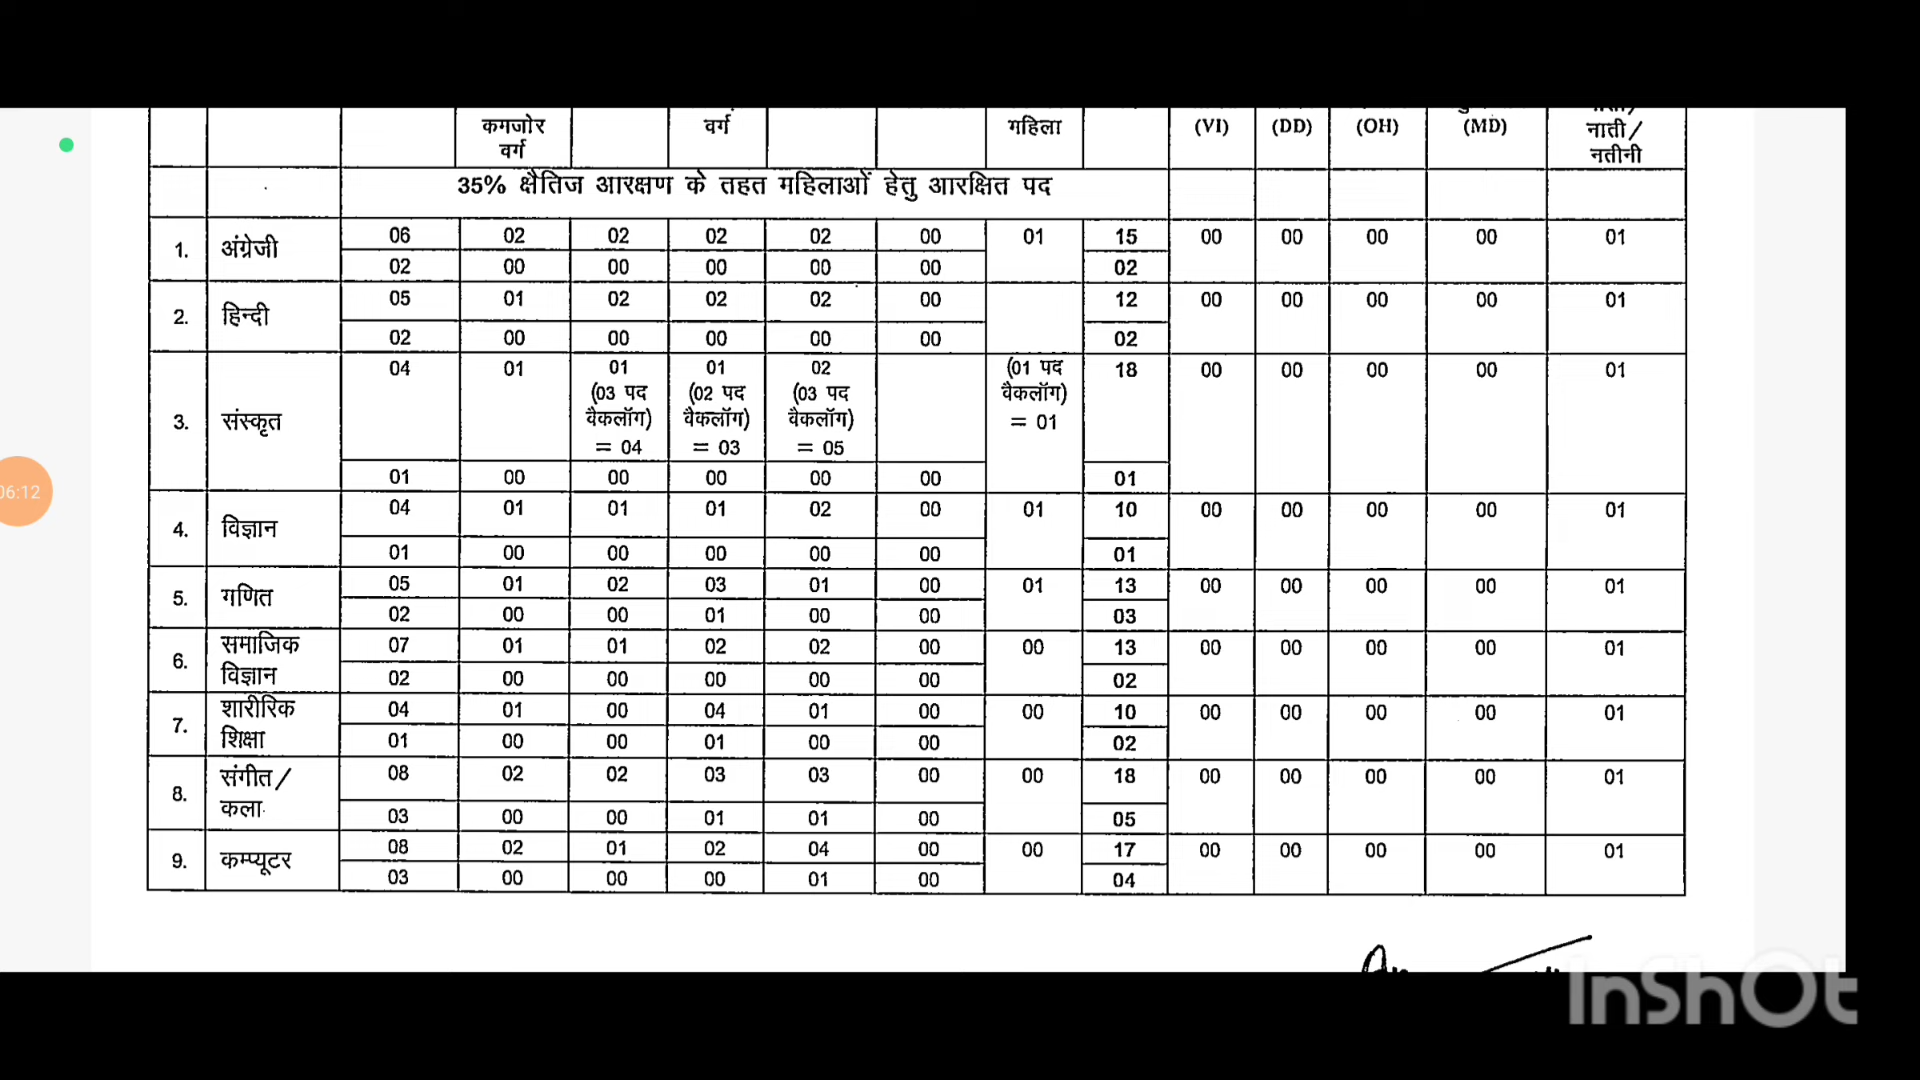 कमजोर वर्ग महिला (VI) (DD) (OH) (MD) नाती/
वर्ग नतीनी
35% क्षैतिज आरक्षण के तहत महिलाओं हेतु आरक्षित पद
1. अंग्रेजी 06 02 02 02 02 00 01 15 00 00 00 00 01
02 00 00 00 00 00 02
2. हिन्दी 05 01 02 02 02 00 12 00 00 00 00 01
02 00 00 00 00 00 02
3. संस्कृत 04 01 01 01 02 (01 पद 18 00 00 00 00 01
(03 पद (02 पद (03 पद वैकलॉग)
वैकलॉग) वैकलॉग) वैकलॉग) = 01
= 04 = 03 = 05
01 00 00 00 00 00 01
4. विज्ञान 04 01 01 01 02 00 01 10 00 00 00 00 01
01 00 00 00 00 00 01
5. गणित 05 01 02 03 01 00 01 13 00 00 00 00 01
02 00 00 01 00 00 03
6. समाजिक 07 01 01 02 02 00 00 13 00 00 00 00 01
विज्ञान 02 00 00 00 00 00 02
7. शारीरिक 04 01 00 04 01 00 00 10 00 00 00 00 01
शिक्षा 01 00 00 01 00 00 02
8. संगीत/ 08 02 02 03 03 00 00 18 00 00 00 00 01
कला 03 00 00 01 01 00 05
9. कम्प्यूटर 08 02 01 02 04 00 00 17 00 00 00 00 01
03 00 00 00 01 00 04
06:12
InShOt